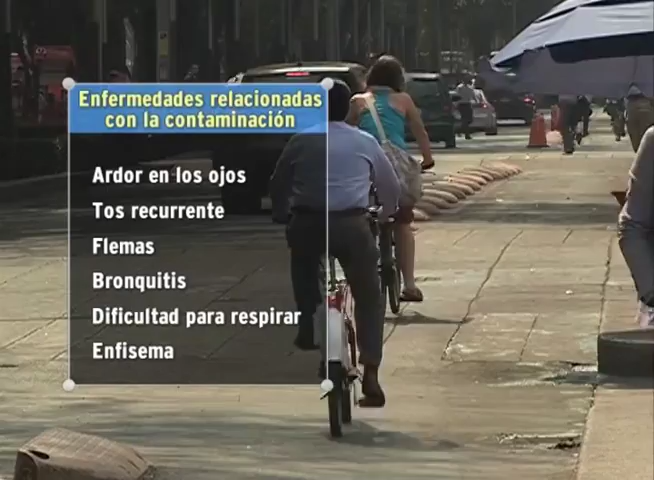 Enfermedades relacionadas
con la contaminación
Ardor en los ojos
Tos recurrente
Flemas
Bronquitis
Dificultad para respirar
Enfisema